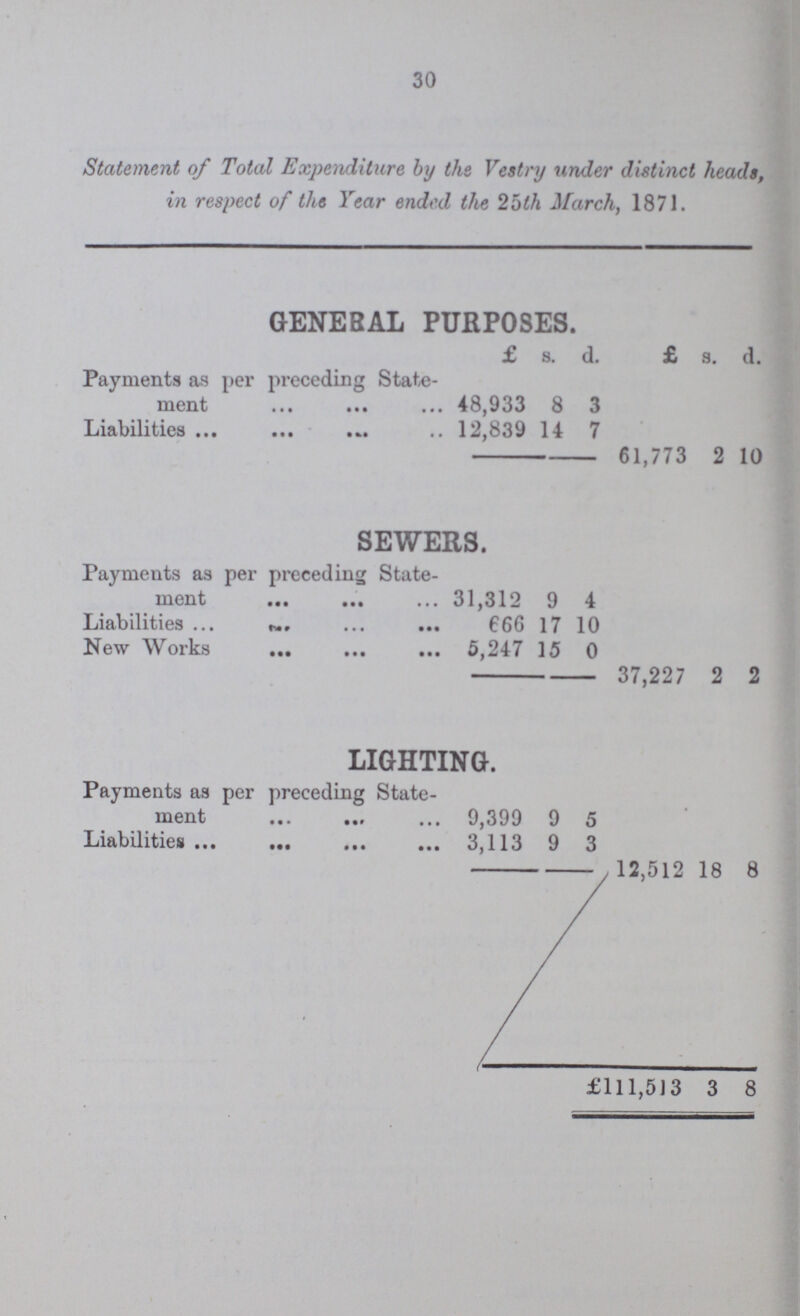 30
Statement of Total Expenditure by the Vestry under distinct heads,
in respect of the Year ended the 25th March, 1871.
GENERAL PURPOSES.
£ s. d. £ s. d.
Payments as per preceding State-
ment ... ... ... 48,933 8 3
Liabilities ... ... ... .. 12,839 14 7
61,773 2 10
SEWERS.
Payments as per preceding State-
ment ... ... ... 31,312 9 4
Liabilities ... ... ... ... 666 17 10
New Works ... ... ... 5,247 15 0
37,227 2 2
LIGHTING.
Payments as per preceding State-
ment ... ... ... 9,399 9 5
Liabilities ... ... ... ... 3,113 9 3
12,512 18 8
£111,513 3 8